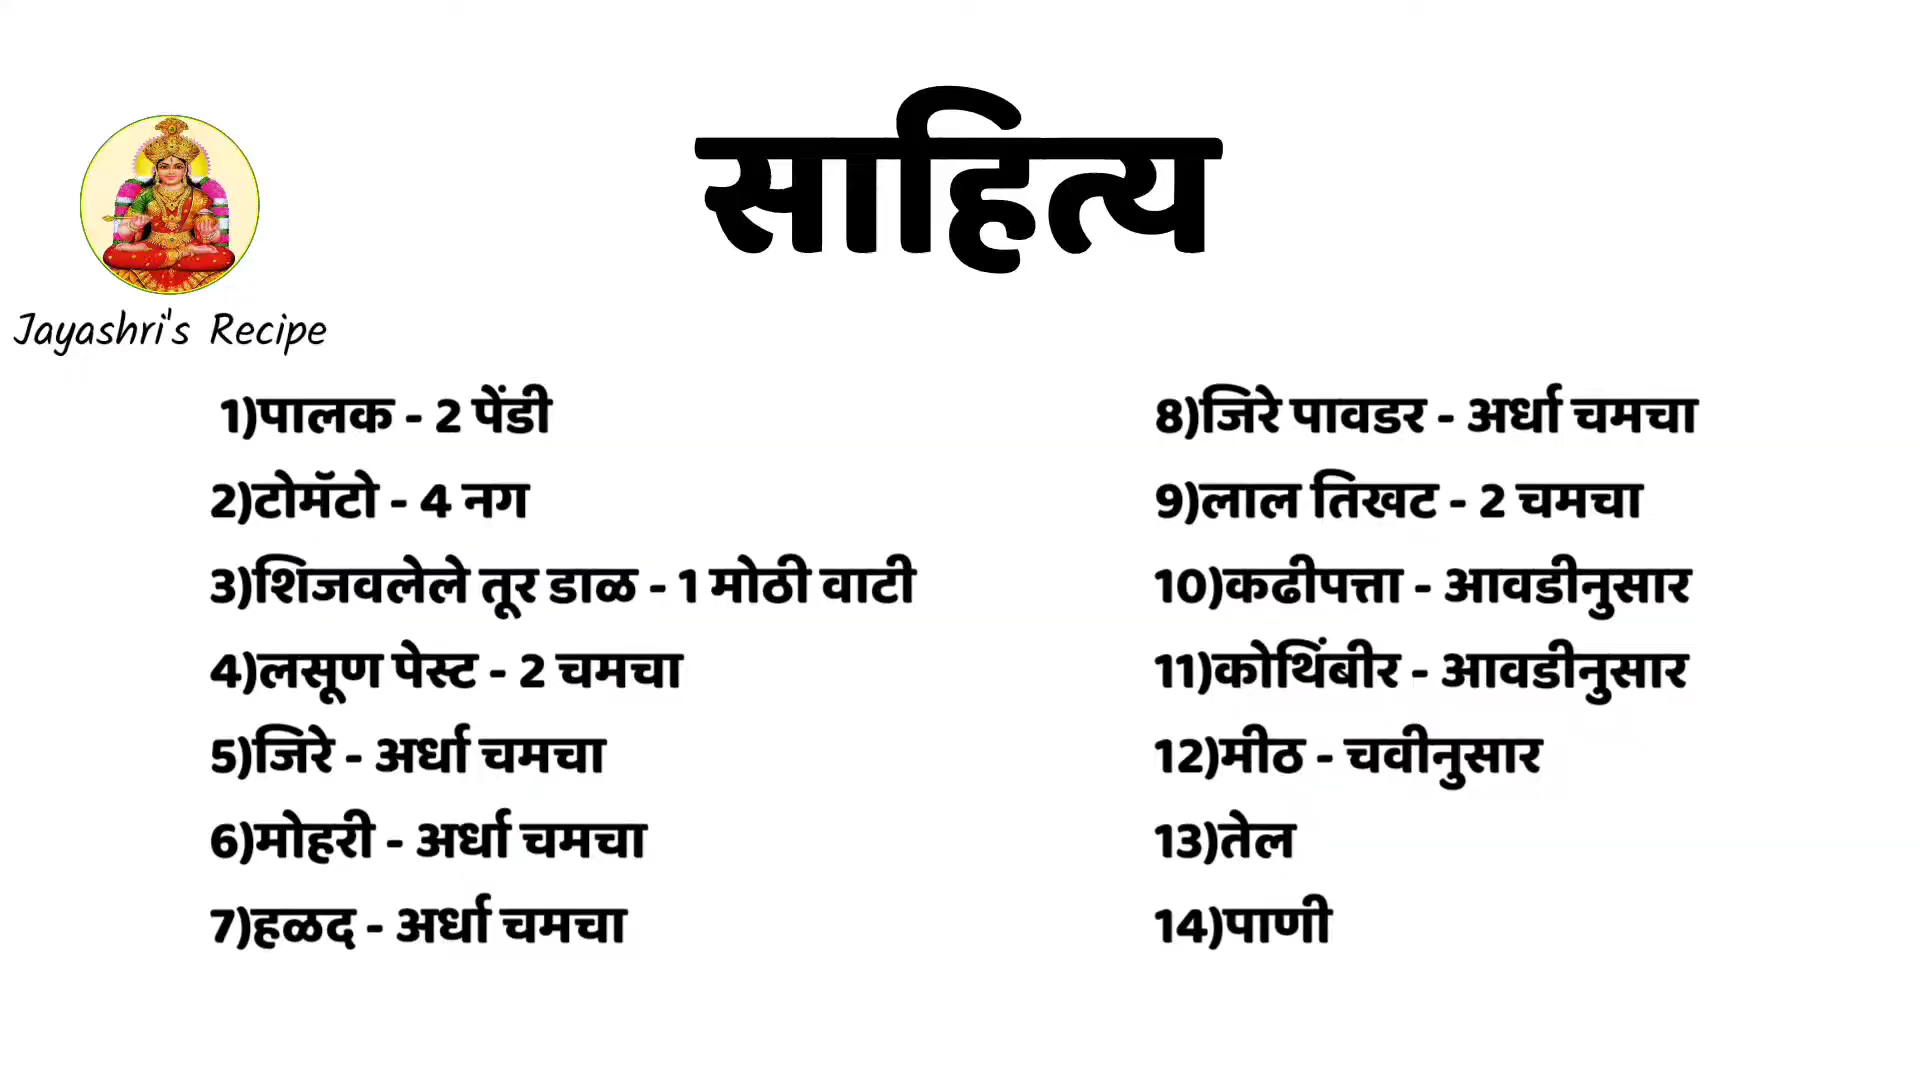 साहित्य
Jayashri's Recipe
1)पालक - 2 पेंडी
2)टोमॅटो - 4 नग
3)शिजवलेले तूर डाळ - 1 मोठी वाटी
4)लसूण पेस्ट - 2 चमचा
5)जिरे - अर्धा चमचा
6)मोहरी - अर्धा चमचा
7)हळद - अर्धा चमचा
8)जिरे पावडर - अर्धा चमचा
9)लाल तिखट - 2 चमचा
10)कढीपत्ता - आवडीनुसार
11)कोथिंबीर - आवडीनुसार
12)मीठ - चवीनुसार
13)तेल
14)पाणी